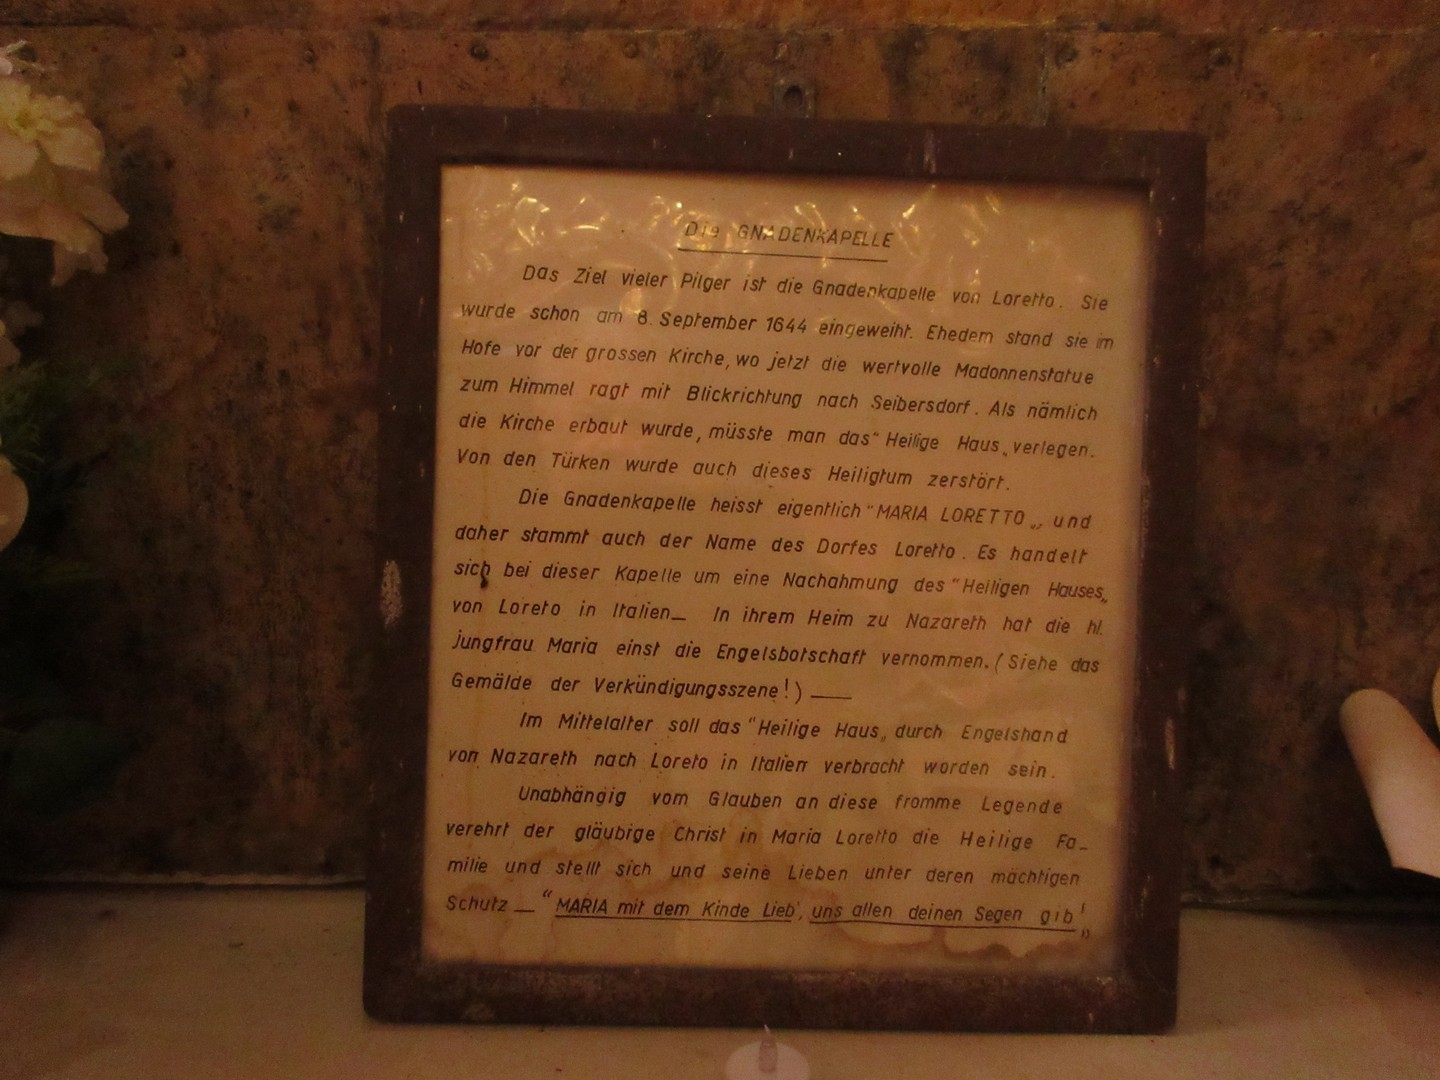 Die GNADENKAPELLE
Das Ziel vieler Pilger ist die Gnadenkapelle von Loretto. Sie
wurde schon am 8. September 1644 eingeweiht. Ehedem stand sie im
Hofe vor der grossen Kirche, wo jetzt die wertvolle Madonnenstatue
zum Himmel ragt mit Blickrichtung nach Seibersdorf. Als nämlich
die Kirche erbaut wurde, müsste man das "Heilige Haus„ verlegen.
Von den Türken wurde auch dieses Heiligtum zerstört.
Die Gnadenkapelle heisst eigentlich "MARIA LORETTO„ und
daher stammt auch der Name des Dorfes Loretto. Es handelt
sich bei dieser Kapelle um eine Nachahmung des "Heiligen Hauses„
von Loreto in Italien_ In ihrem Heim zu Nazareth hat die hl.
Jungfrau Maria einst die Engelsbotschaft vernommen. (Siehe das
Gemälde der Verkündigungsszene!) __
Im Mittelalter soll das "Heilige Haus„ durch Engelshand
von Nazareth nach Loreto in Italien verbracht worden sein.
Unabhängig vom Glauben an diese fromme Legende
verehrt der gläubige Christ in Maria Loretto die Heilige Fa_
milie und stellt sich und seine Lieben unter deren mächtigen
Schutz _ "MARIA mit dem Kinde Lieb', uns allen deinen Segen gib!„